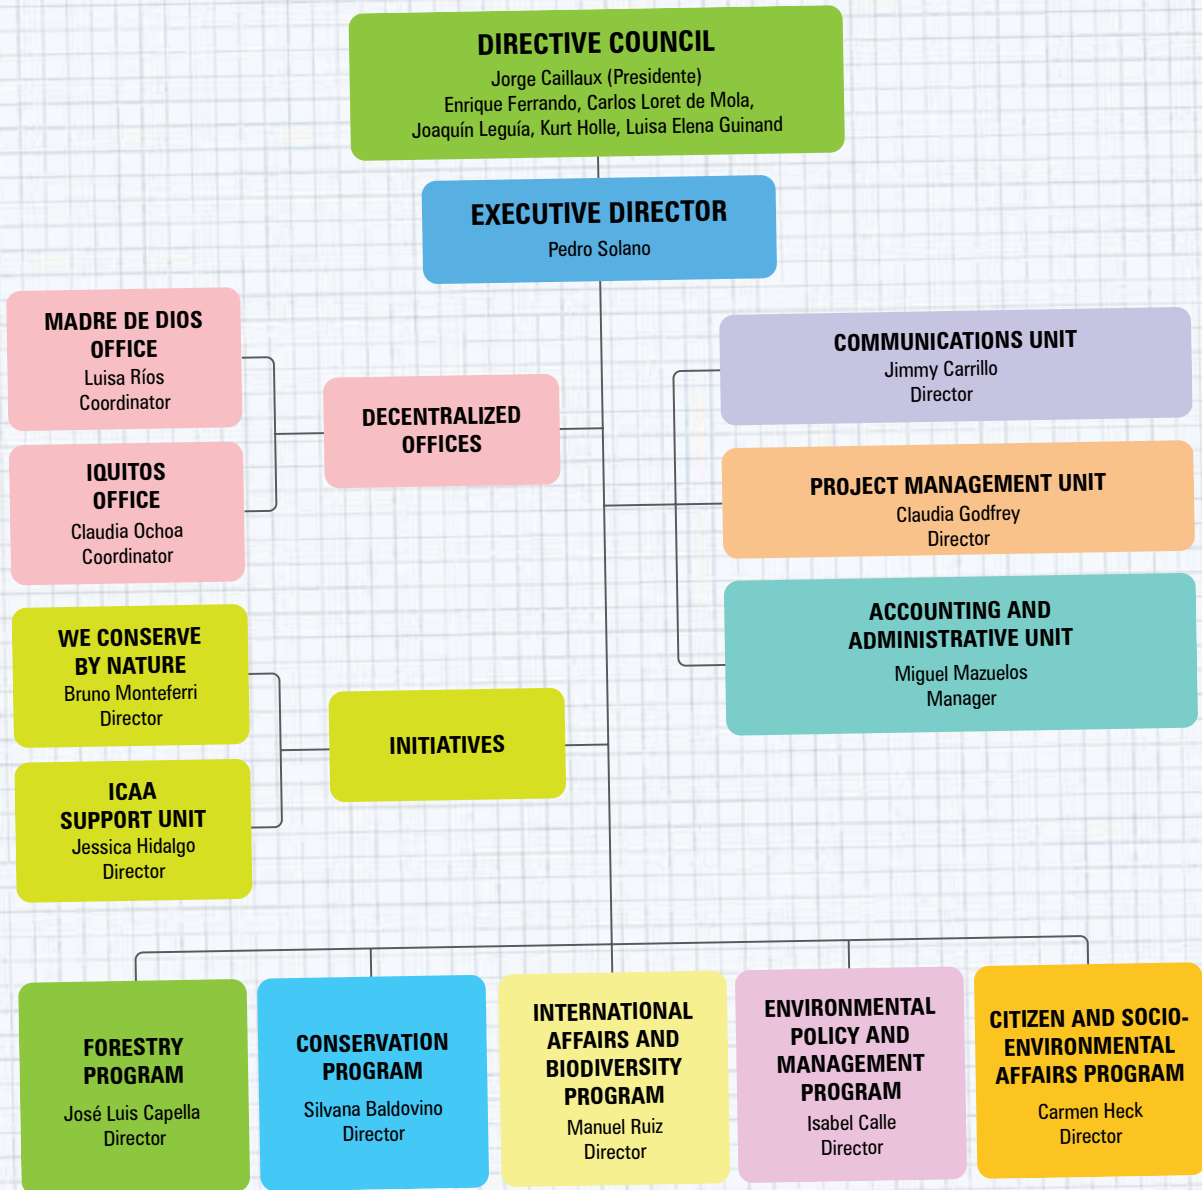 DIRECTIVE COUNCIL
Jorge Caillaux (Presidente)
Enrique Ferrando, Carlos Loret de Mola,
Joaquín Leguía, Kurt Holle, Luisa Elena Guinand
EXECUTIVE DIRECTOR
Pedro Solano
MADRE DE DIOS
OFFICE
Luisa Ríos
Coordinator
IQUITOS
OFFICE
Claudia Ochoa
Coordinator
DECENTRALIZED
OFFICES
COMMUNICATIONS UNIT
Jimmy Carrillo
Director
PROJECT MANAGEMENT UNIT
Claudia Godfrey
Director
ACCOUNTING AND
ADMINISTRATIVE UNIT
Miguel Mazuelos
Manager
WE CONSERVE
BY NATURE
Bruno Monteferri
Director
ICAA
SUPPORT UNIT
Jessica Hidalgo
Director
INITIATIVES
FORESTRY
PROGRAM
José Luis Capella
Director
CONSERVATION
PROGRAM
Silvana Baldovino
Director
INTERNATIONAL
AFFAIRS AND
BIODIVERSITY
PROGRAM
Manuel Ruiz
Director
ENVIRONMENTAL
POLICY AND
MANAGEMENT
PROGRAM
Isabel Calle
Director
CITIZEN AND SOCIO-
ENVIRONMENTAL
AFFAIRS PROGRAM
Carmen Heck
Director